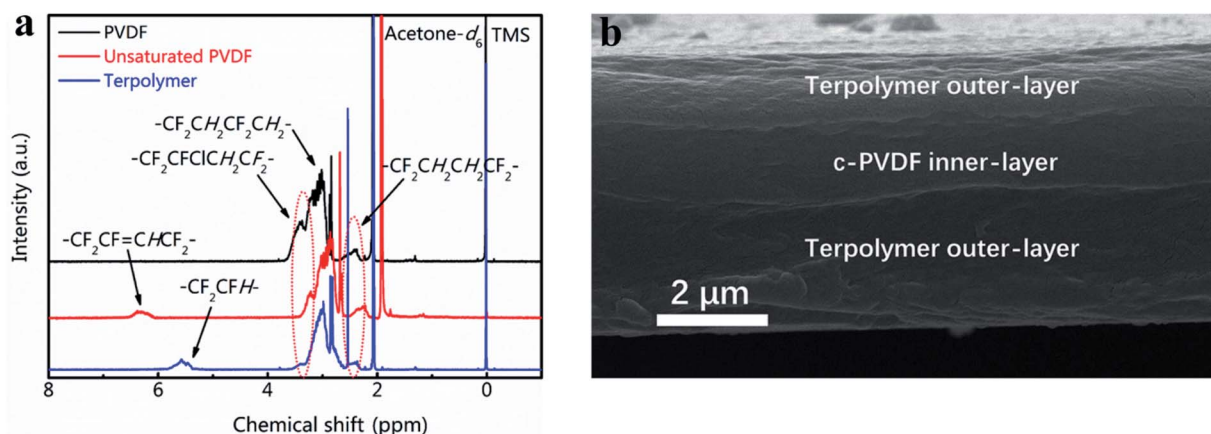 a
PVDF
Unsaturated PVDF
Terpolymer
Acetone-d₆
TMS
-CF₂CH₂CF₂CH₂-
-CF₂CFClCH₂CF₂-
-CF₂CH₂CH₂CF₂-
-CF₂CF=CHCF₂-
-CF₂CFH-
Intensity (a.u.)
8 6 4 2 0
Chemical shift (ppm)
b
Terpolymer outer-layer
c-PVDF inner-layer
Terpolymer outer-layer
2 μm